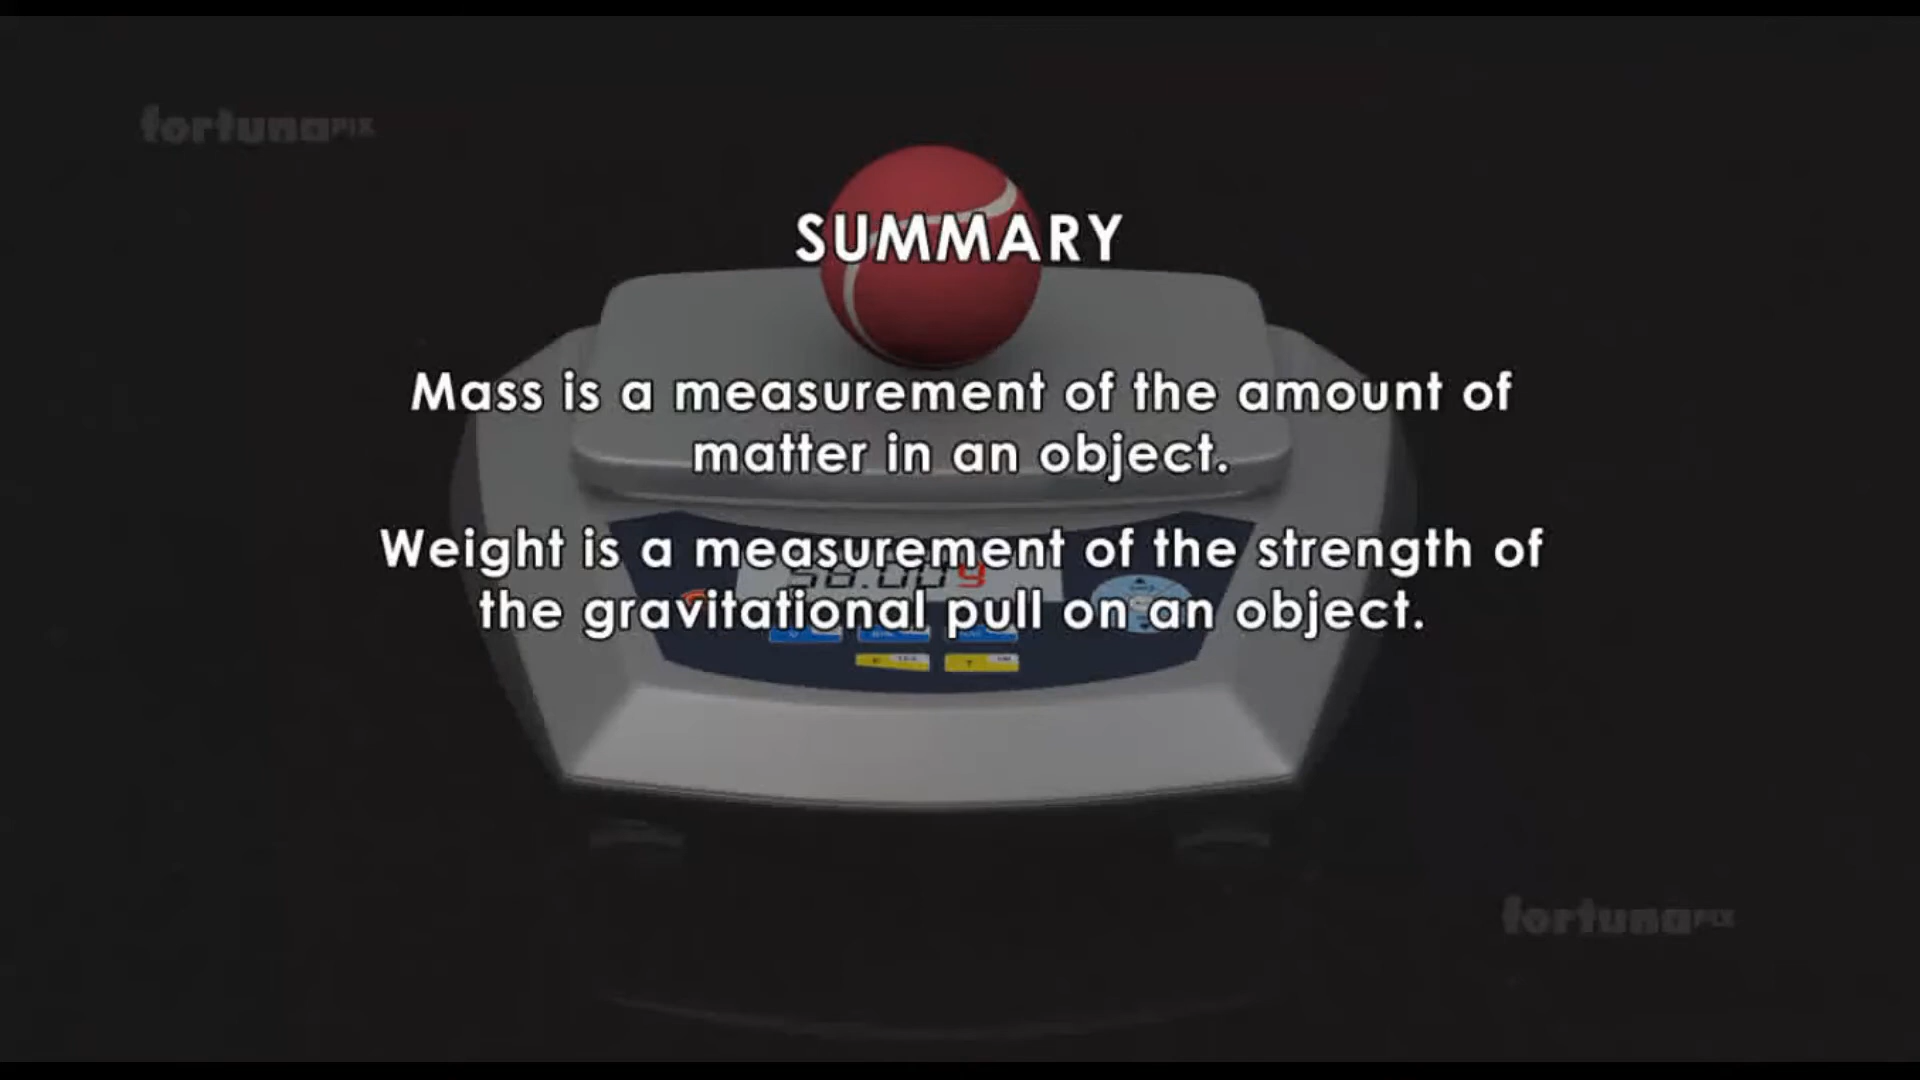 fortunaPIX
SUMMARY
Mass is a measurement of the amount of
matter in an object.
Weight is a measurement of the strength of
the gravitational pull on an object.
fortunaPIX